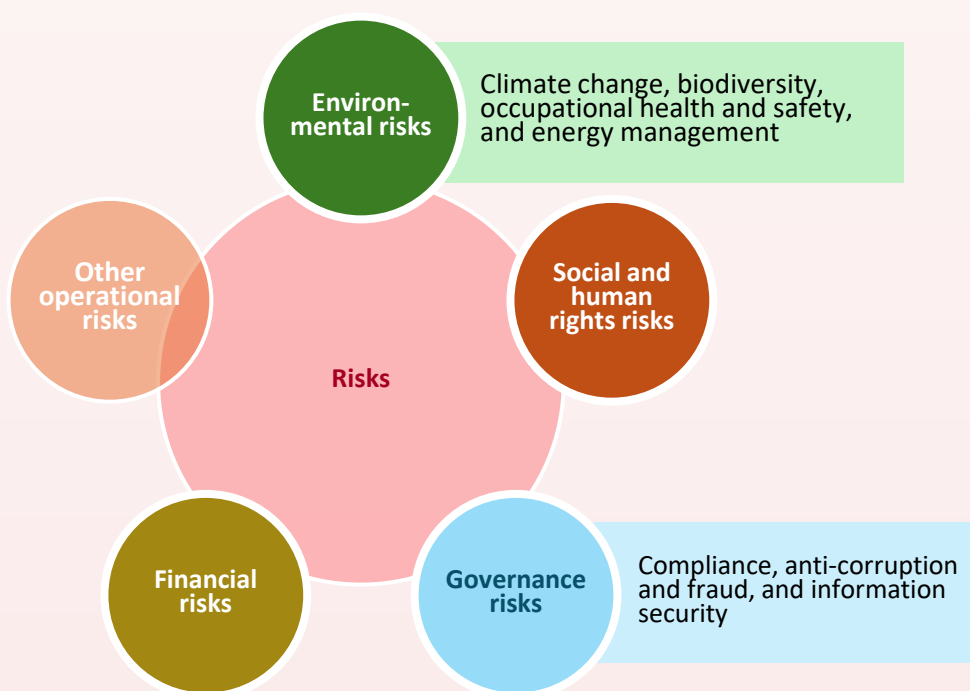 Environ-
mental risks
Climate change, biodiversity,
occupational health and safety,
and energy management
Other
operational
risks
Social and
human
rights risks
Risks
Financial
risks
Governance
risks
Compliance, anti-corruption
and fraud, and information
security